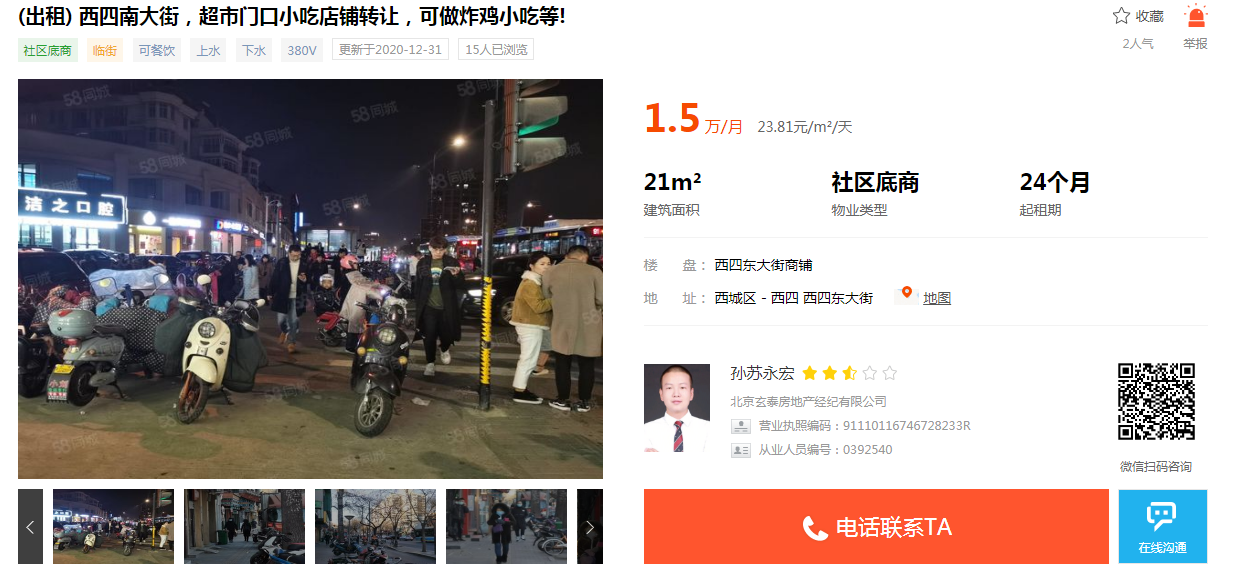 (出租) 西四南大街，超市门口小吃店铺转让，可做炸鸡小吃等!
收藏
社区底商 临街 可餐饮 上水 下水 380V 更新于2020-12-31 15人已浏览
2人气 举报
58同城
洁之口腔
1.5 万/月 23.81元/m²/天
21m² 社区底商 24个月
建筑面积 物业类型 起租期
楼 盘： 西四东大街商铺
地 址： 西城区 - 西四 西四东大街 地图
孙苏永宏
北京玄泰房地产经纪有限公司
营业执照编码：91110116746728233R
从业人员编号：0392540
微信扫码咨询
电话联系TA
在线沟通